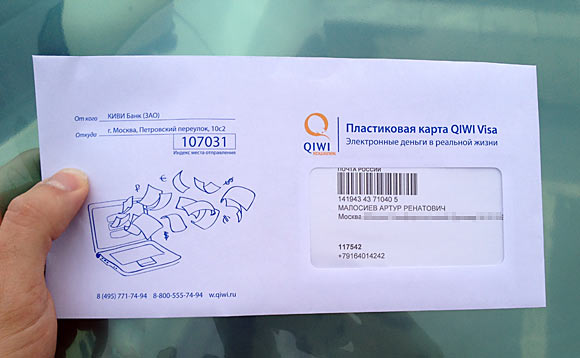 От кого КИВИ Банк (ЗАО)
Откуда г. Москва, Петровский переулок, 10с2
107031
Индекс места отправления
8 (495) 771-74-94 8-800-555-74-94 w.qiwi.ru
QIWI
КОШЕЛЕК
Пластиковая карта QIWI Visa
Электронные деньги в реальной жизни
ПОЧТА РОССИИ
141943 43 71040 5
МАЛОСИЕВ АРТУР РЕНАТОВИЧ
Москва
117542
+79164014242